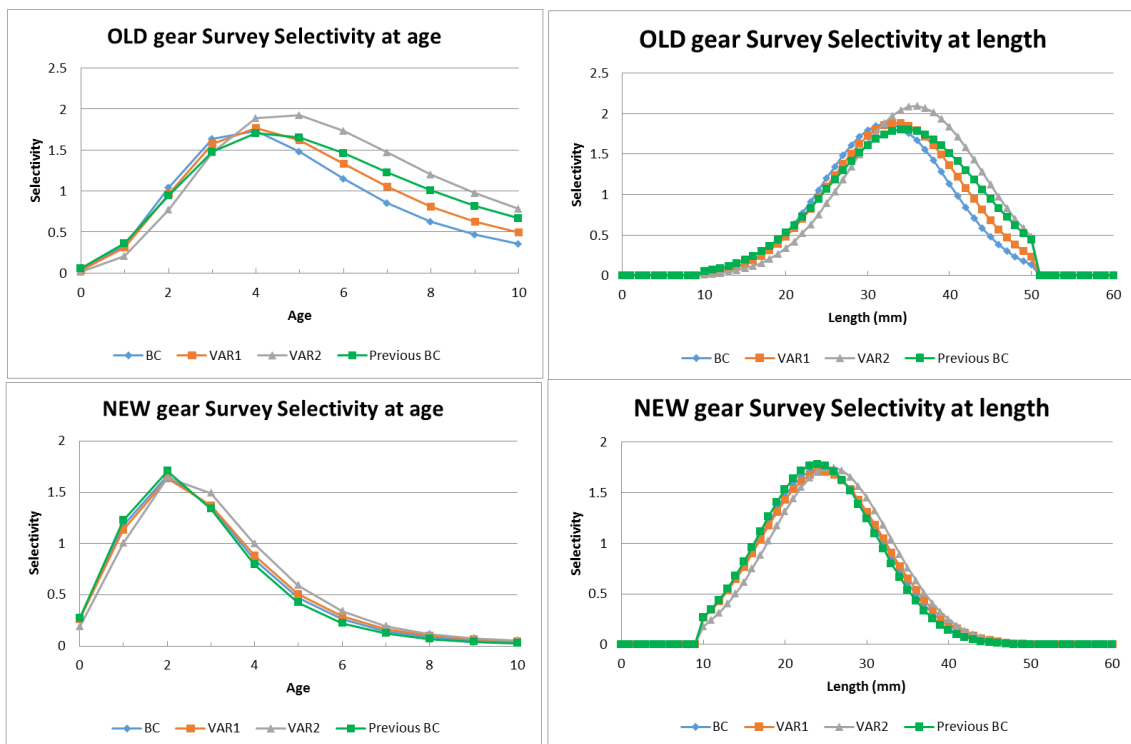 OLD gear Survey Selectivity at age
2.5
2
1.5
1
0.5
0
Selectivity
0 2 4 6 8 10
Age
BC VAR1 VAR2 Previous BC
OLD gear Survey Selectivity at length
2.5
2
1.5
1
0.5
0
Selectivity
0 10 20 30 40 50 60
Length (mm)
BC VAR1 VAR2 Previous BC
NEW gear Survey Selectivity at age
2
1.5
1
0.5
0
Selectivity
0 2 4 6 8 10
Age
BC VAR1 VAR2 Previous BC
NEW gear Survey Selectivity at length
2
1.5
1
0.5
0
Selectivity
0 10 20 30 40 50 60
Length (mm)
BC VAR1 VAR2 Previous BC